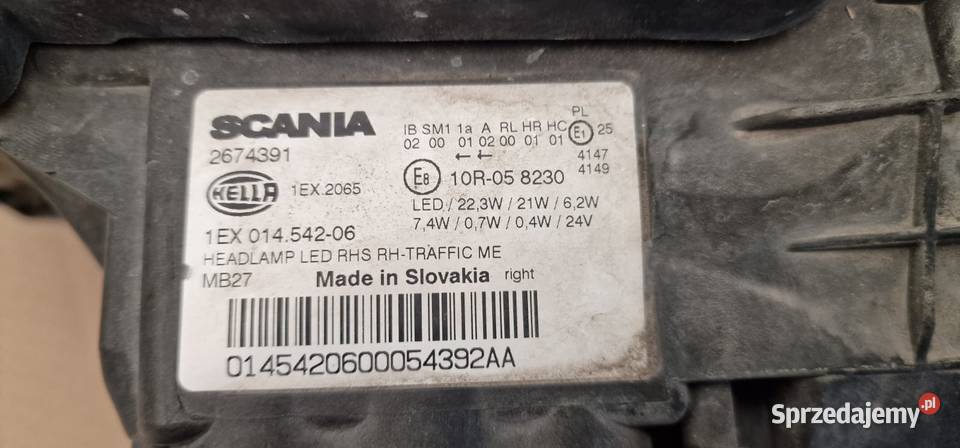 SCANIA
2674391
HELLA
1EX.2065
1EX 014.542-06
HEADLAMP LED RHS RH-TRAFFIC ME
MB27
Made in Slovakia right
IB SM1 1a A RL HR HC PL
02 00 01 02 00 01 01 E1 25
←←
4147
4149
E8 10R-05 8230
LED / 22,3W / 21W / 6,2W
7,4W / 0,7W / 0,4W / 24V
0145420600054392AA
Sprzedajemy.pl